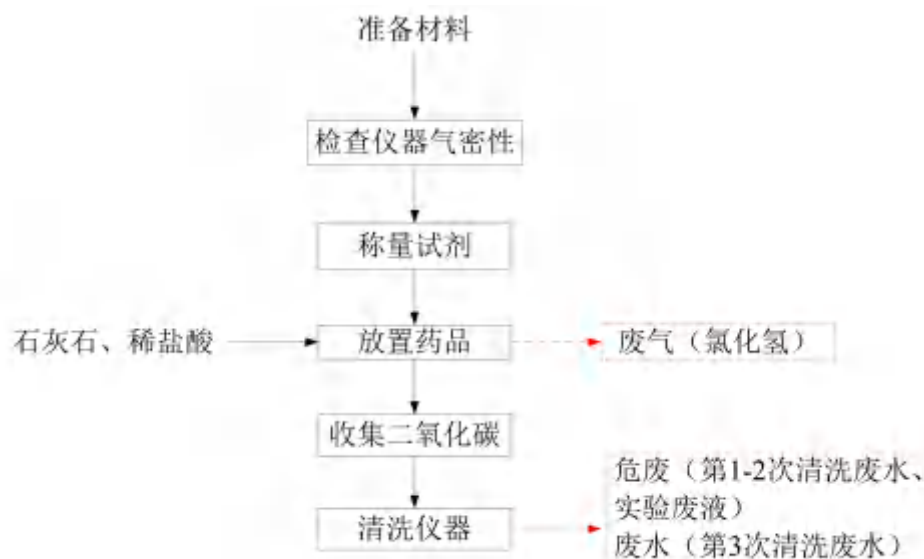 准备材料
检查仪器气密性
称量试剂
石灰石、稀盐酸
放置药品
废气（氯化氢）
收集二氧化碳
清洗仪器
危废（第1-2次清洗废水、
实验废液）
废水（第3次清洗废水）